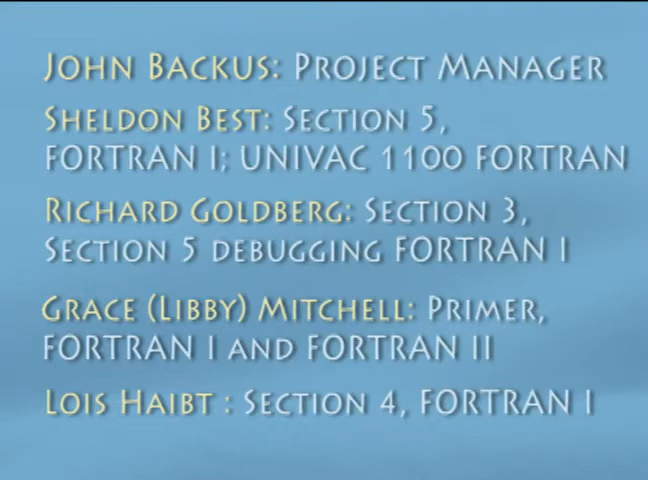 John Backus: Project Manager
Sheldon Best: Section 5,
FORTRAN I; UNIVAC 1100 FORTRAN
Richard Goldberg: Section 3,
Section 5 debugging FORTRAN I
Grace (Libby) Mitchell: Primer,
FORTRAN I and FORTRAN II
Lois Haibt : Section 4, FORTRAN I